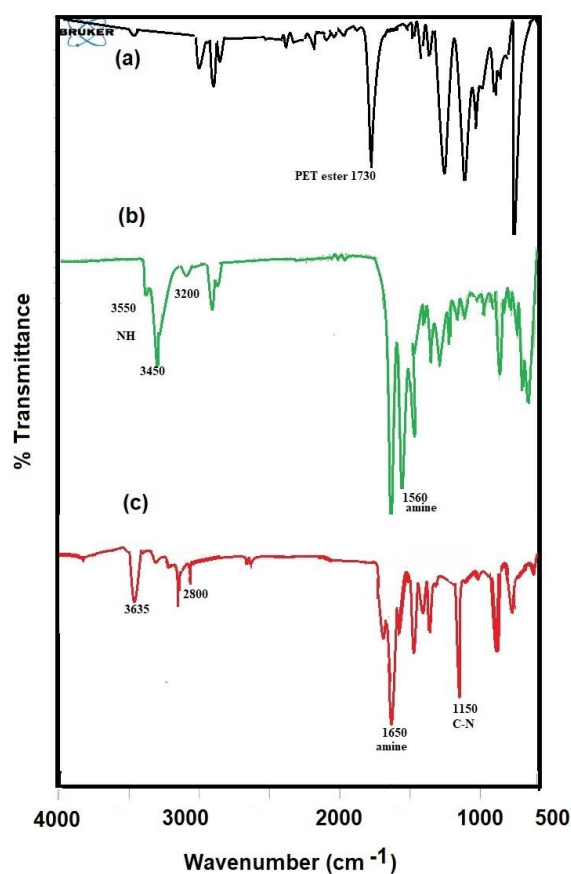 BRUKER
(a)
PET ester 1730
(b)
3550
3200
NH
3450
1560
amine
(c)
3635
2800
1650
amine
1150
C-N
% Transmittance
4000 3000 2000 1000 500
Wavenumber (cm -1)